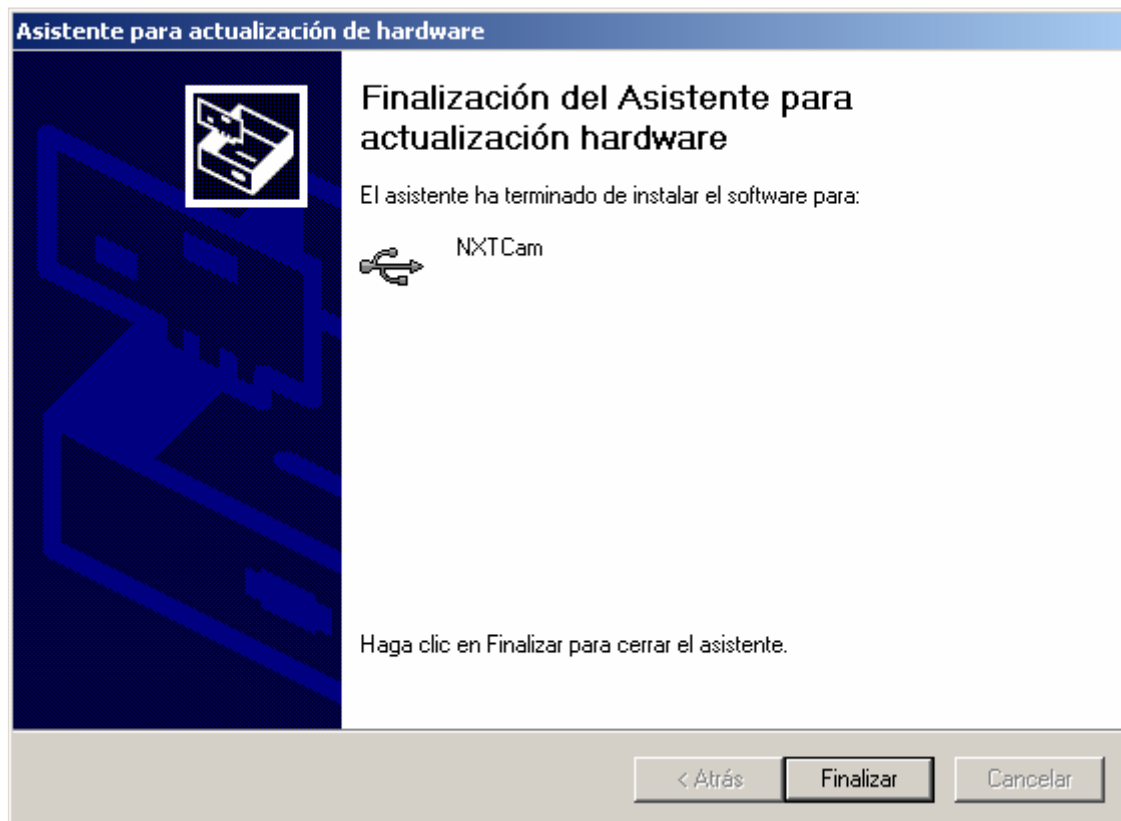 Asistente para actualización de hardware
Finalización del Asistente para
actualización hardware
El asistente ha terminado de instalar el software para:
NXTCam
Haga clic en Finalizar para cerrar el asistente.
< Atrás
Finalizar
Cancelar